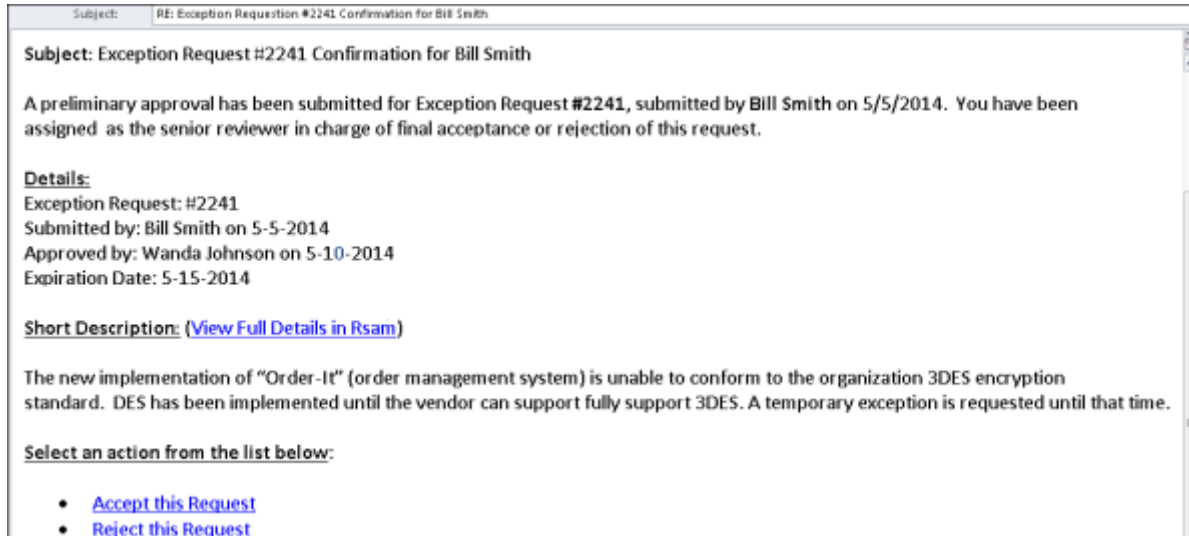 Subject: RE: Exception Requestion #2241 Confirmation for Bill Smith
Subject: Exception Request #2241 Confirmation for Bill Smith
A preliminary approval has been submitted for Exception Request #2241, submitted by Bill Smith on 5/5/2014. You have been
assigned as the senior reviewer in charge of final acceptance or rejection of this request.
Details:
Exception Request: #2241
Submitted by: Bill Smith on 5-5-2014
Approved by: Wanda Johnson on 5-10-2014
Expiration Date: 5-15-2014
Short Description: (View Full Details in Rsam)
The new implementation of “Order-It” (order management system) is unable to conform to the organization 3DES encryption
standard. DES has been implemented until the vendor can support fully support 3DES. A temporary exception is requested until that time.
Select an action from the list below:
• Accept this Request
• Reject this Request